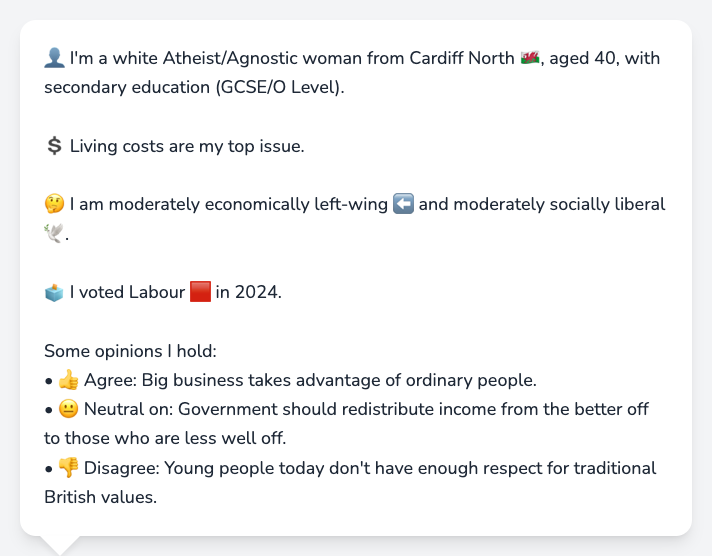 👤 I'm a white Atheist/Agnostic woman from Cardiff North 🏴󠁧󠁢󠁷󠁬󠁳󠁿, aged 40, with
secondary education (GCSE/O Level).
💲 Living costs are my top issue.
🤔 I am moderately economically left-wing ⬅️ and moderately socially liberal
🕊️.
🗳️ I voted Labour 🟥 in 2024.
Some opinions I hold:
• 👍 Agree: Big business takes advantage of ordinary people.
• 😐 Neutral on: Government should redistribute income from the better off
to those who are less well off.
• 👎 Disagree: Young people today don't have enough respect for traditional
British values.